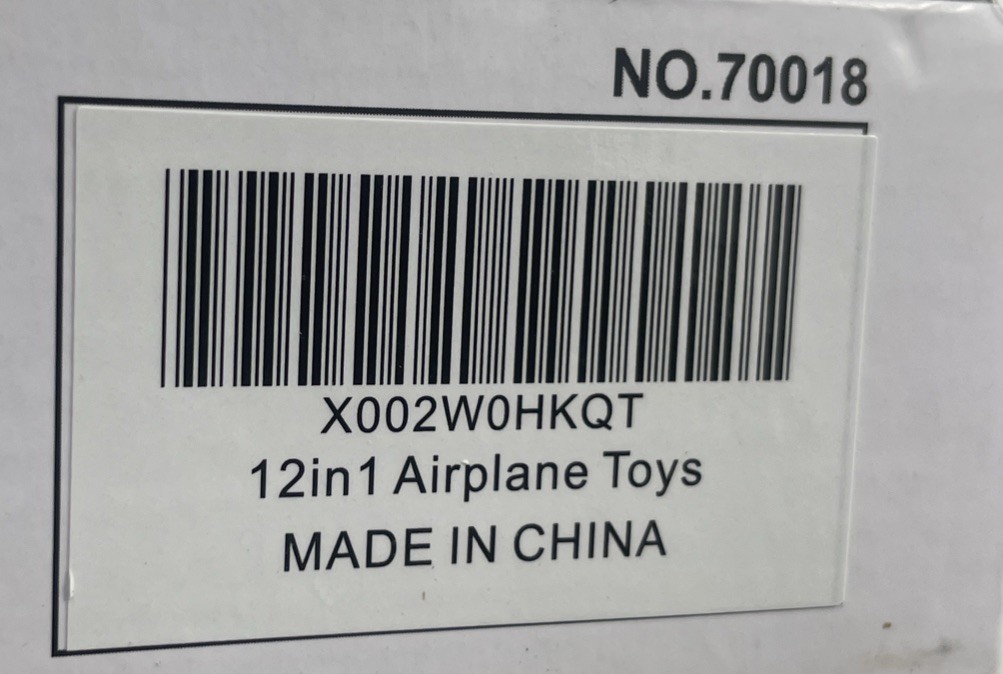 NO.70018
X002W0HKQT
12in1 Airplane Toys
MADE IN CHINA